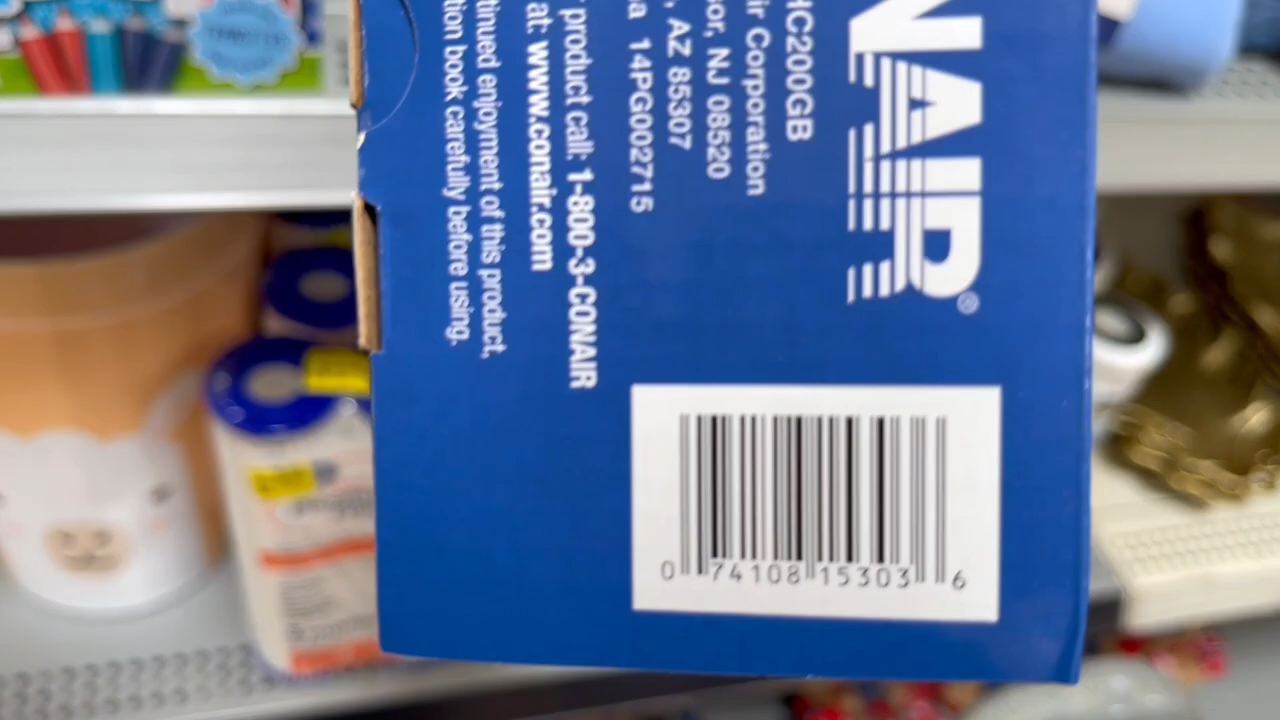 NAIR®
HC200GB
ir Corporation
sor, NJ 08520
, AZ 85307
a 14PG002715
product call: 1-800-3-CONAIR
at: www.conair.com
tinued enjoyment of this product,
tion book carefully before using.
0 74108 15303 6